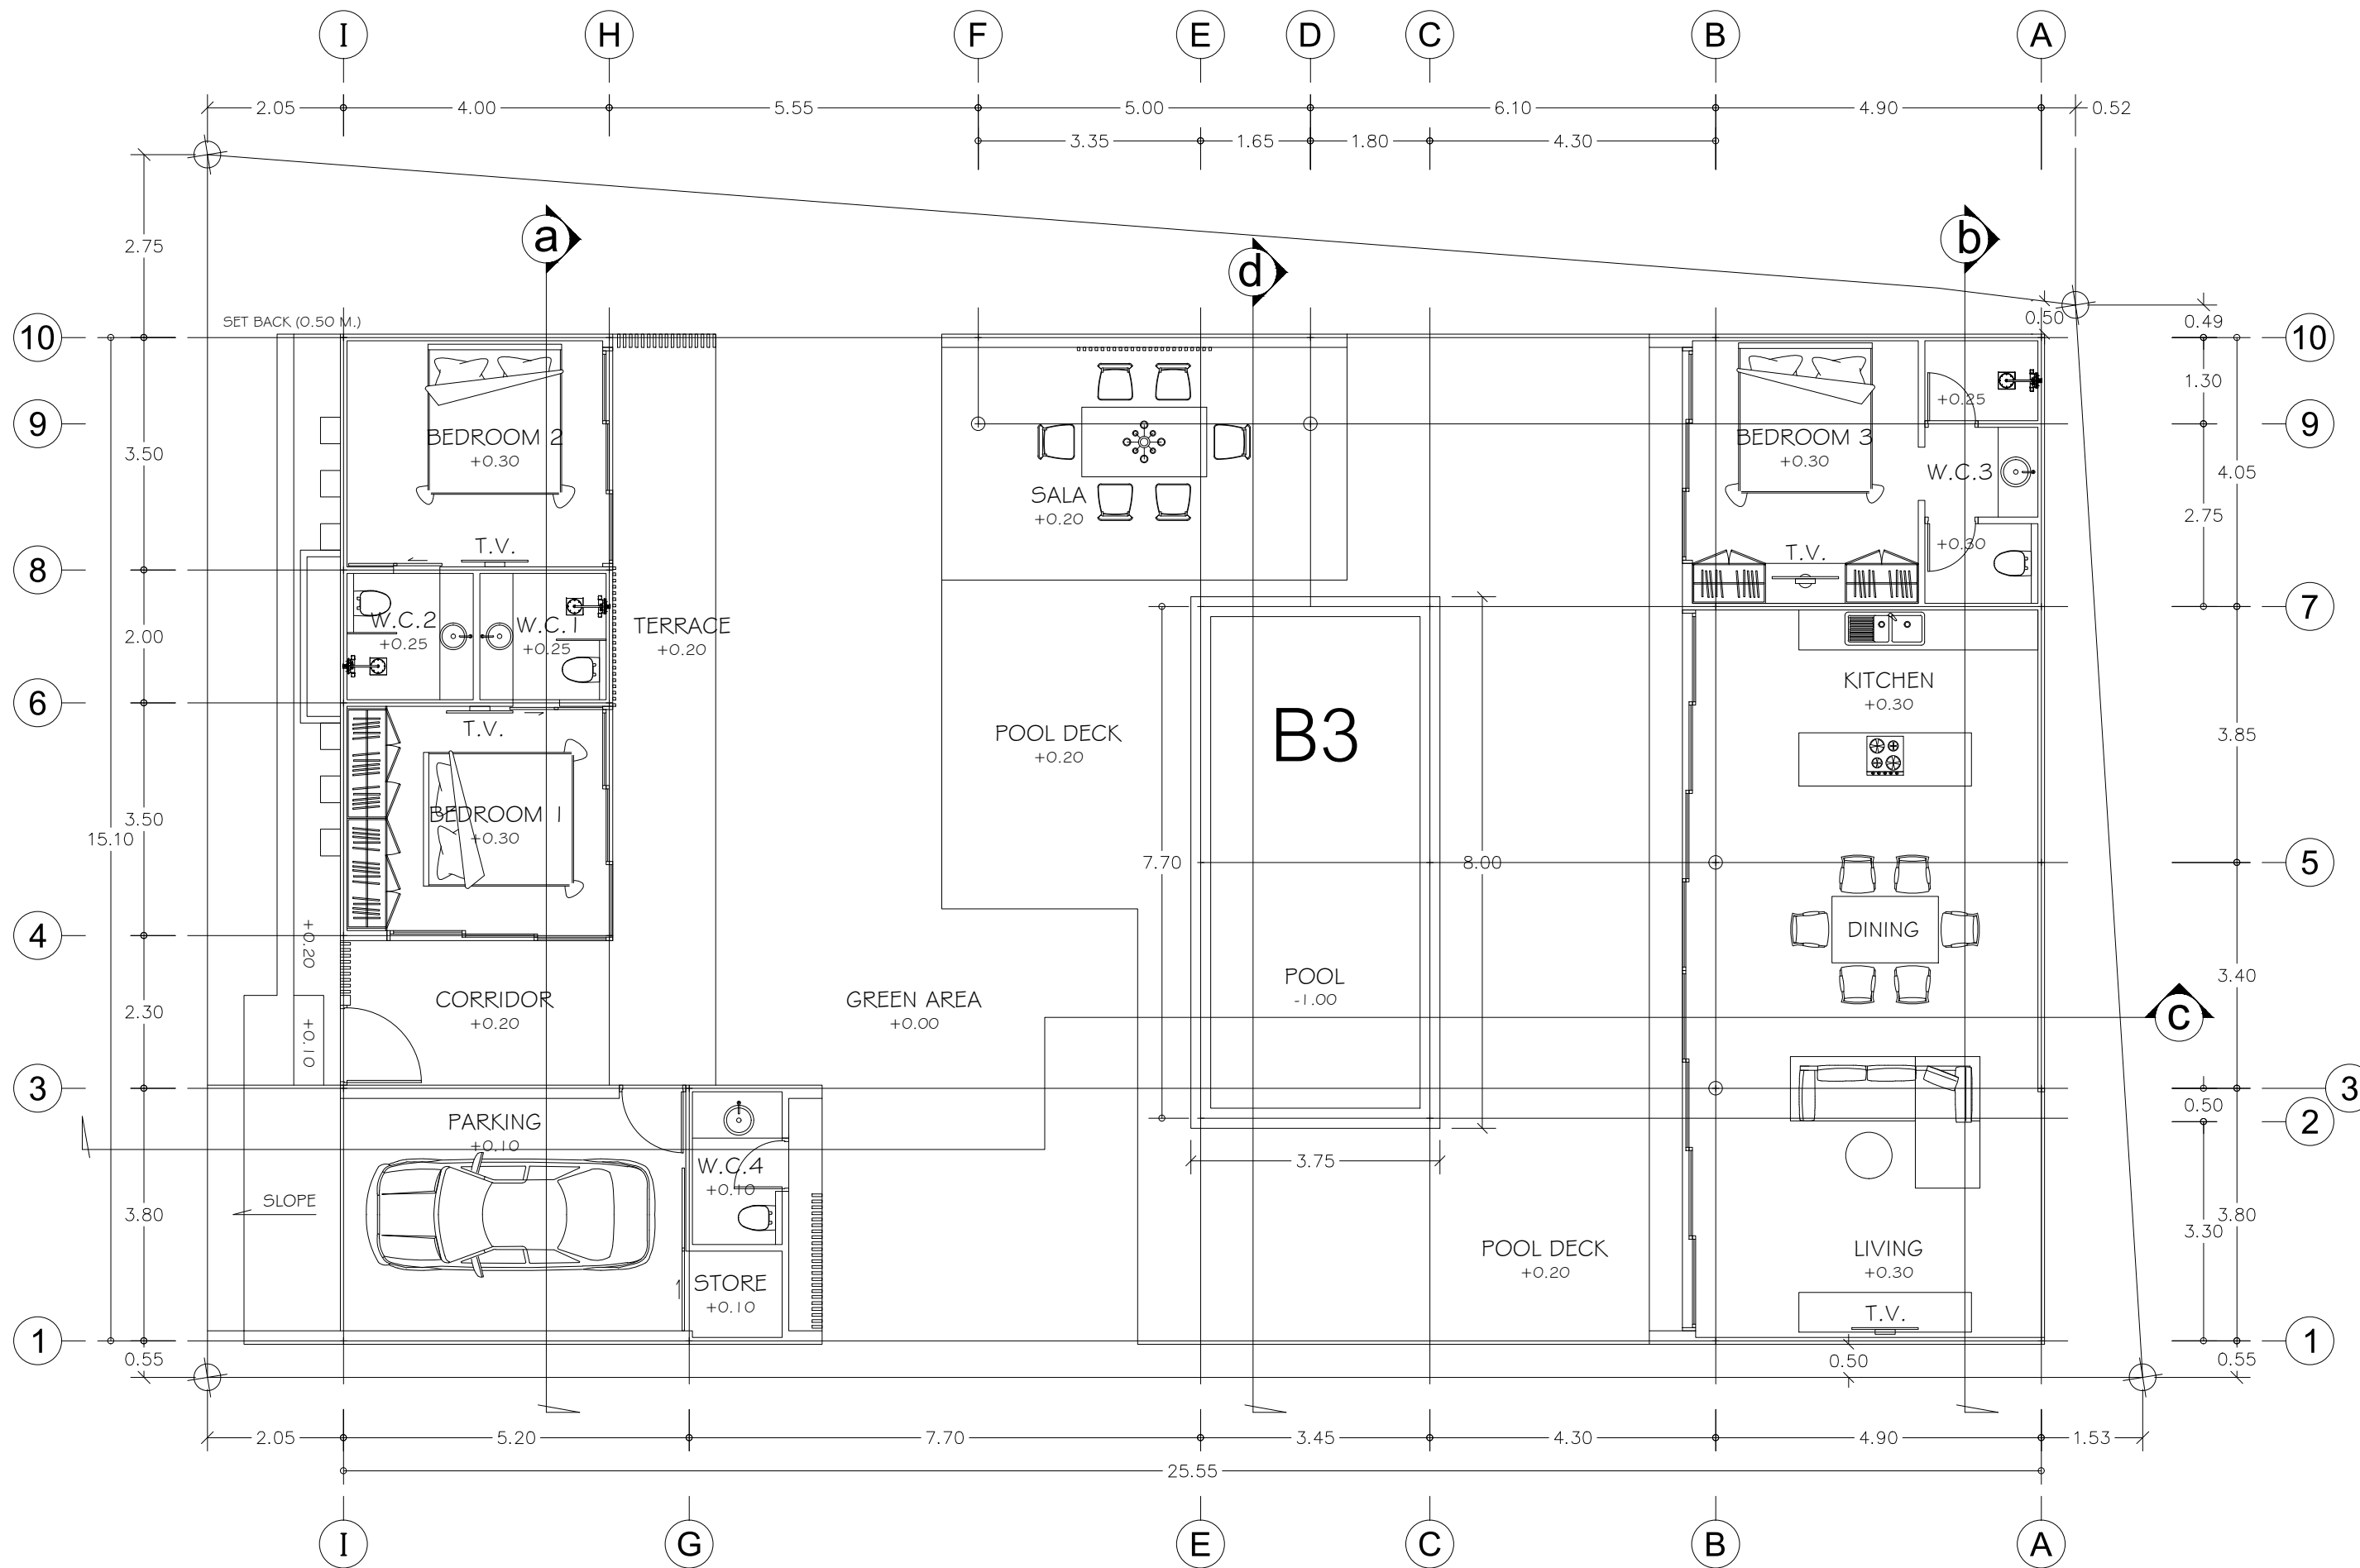 I H F E D C B A
2.05 4.00 5.55 5.00 6.10 4.90 0.52
3.35 1.65 1.80 4.30
2.75
a
b
d
SET BACK (0.50 M.)
0.50
0.49
10
10
1.30
9
9
+0.25
BEDROOM 2
+0.30
BEDROOM 3
+0.30
3.50
W.C.3
4.05
SALA
+0.20
2.75
T.V.
T.V.
+0.30
8
7
W.C.2
+0.25
W.C.1
+0.25
TERRACE
+0.20
2.00
6
KITCHEN
+0.30
T.V.
POOL DECK
+0.20
B3
3.85
BEDROOM 1
+0.30
3.50
15.10
7.70
8.00
5
4
+0.20
DINING
POOL
-1.00
3.40
CORRIDOR
+0.20
GREEN AREA
+0.00
2.30
+0.10
c
3
3
0.50
2
PARKING
+0.10
W.C.4
+0.10
3.75
SLOPE
3.80
3.80
3.30
POOL DECK
+0.20
LIVING
+0.30
STORE
+0.10
T.V.
1
1
0.55
0.50
0.55
2.05 5.20 7.70 3.45 4.30 4.90 1.53
25.55
I G E C B A